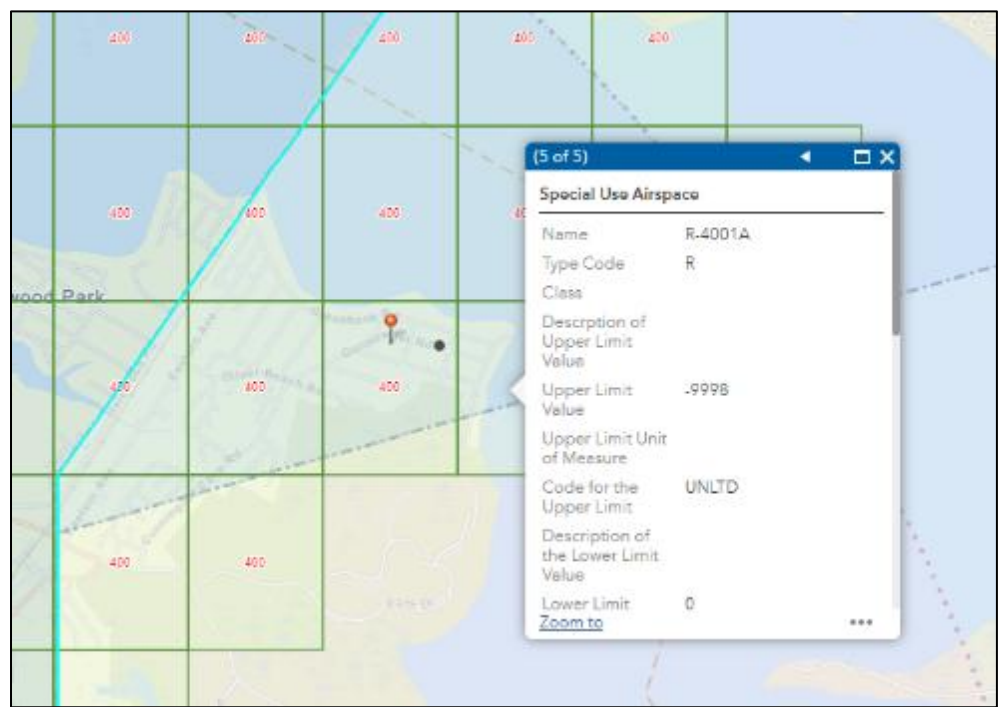 400 400 400 400 400
(5 of 5)
Special Use Airspace
400 400 400 40
Name R-4001A
Type Code R
Class
wood Park
Descrption of
Upper Limit
Value
400 400 400
Upper Limit -9998
Value
Upper Limit Unit
of Measure
Code for the UNLTD
Upper Limit
Description of
the Lower Limit
Value
400 400
Lower Limit 0
Zoom to